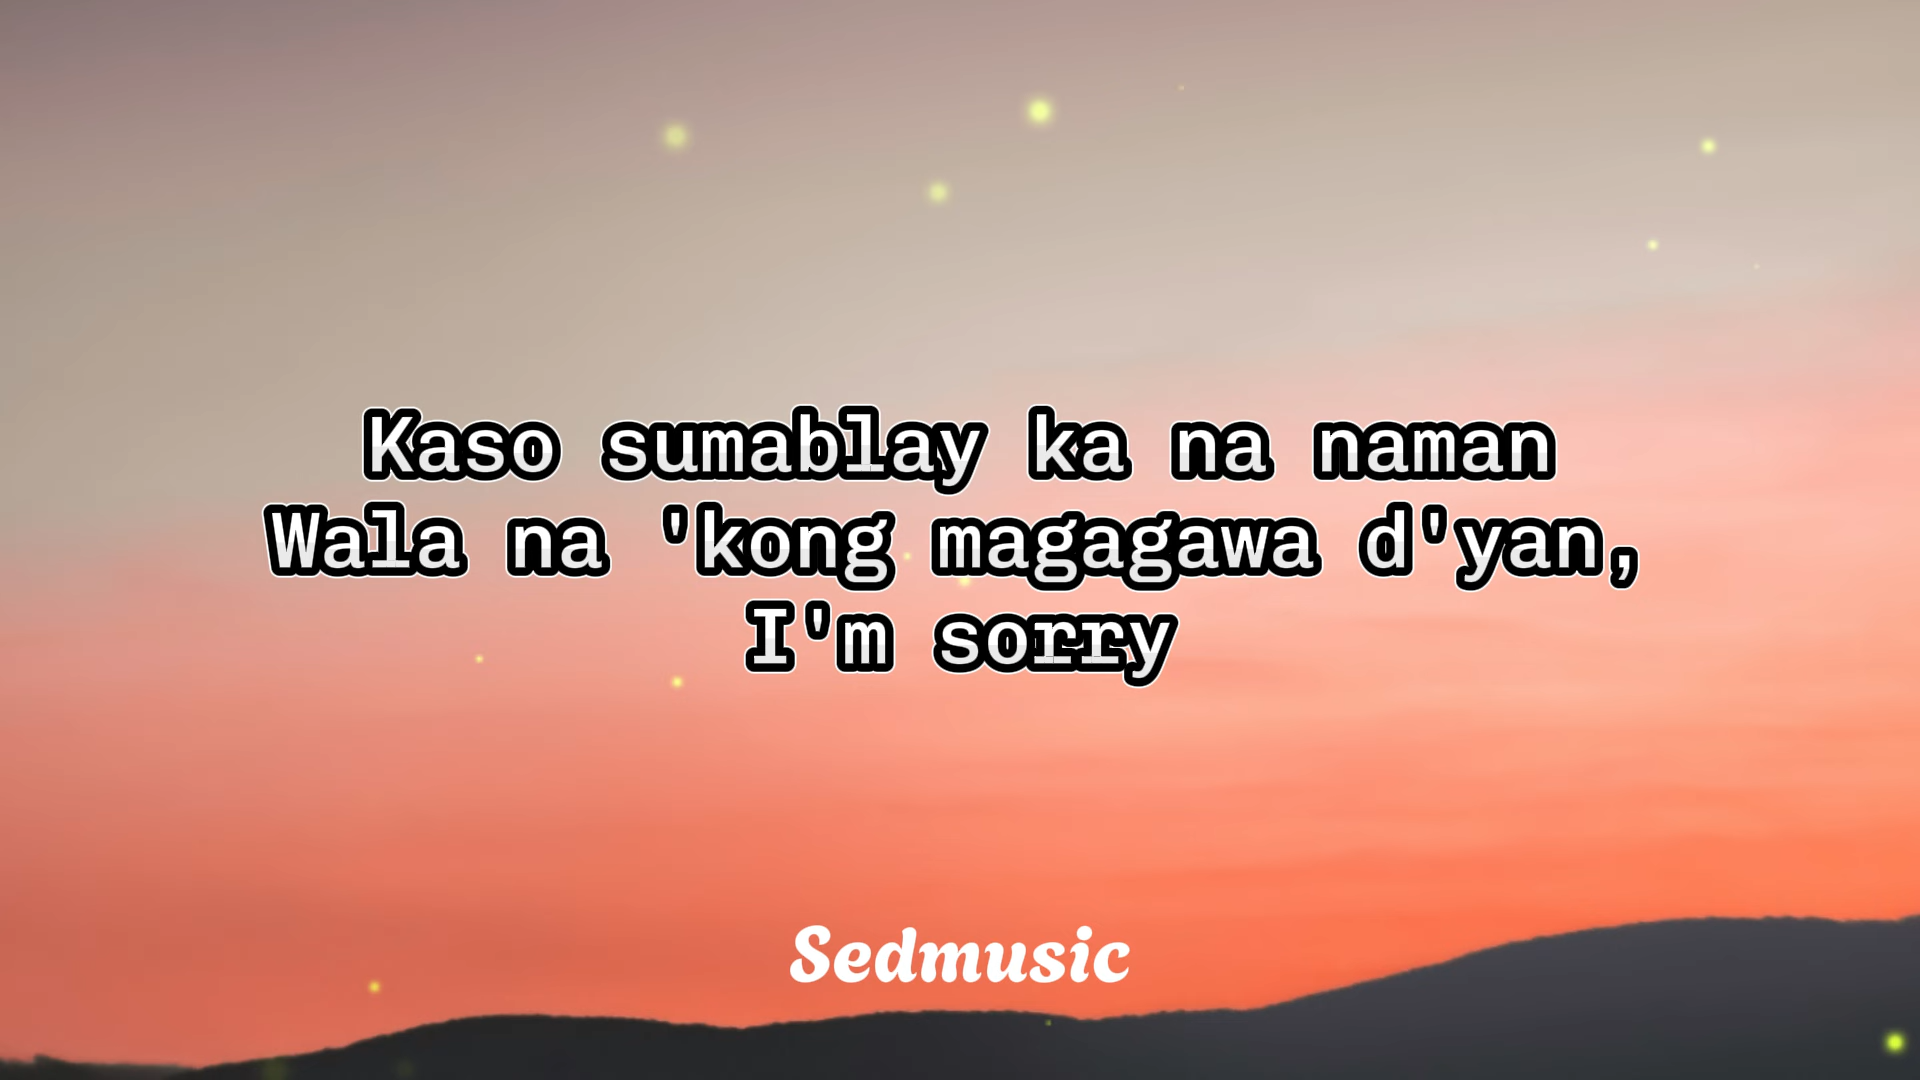 Kaso sumablay ka na naman
Wala na 'kong magagawa d'yan,
I'm sorry
Sedmusic